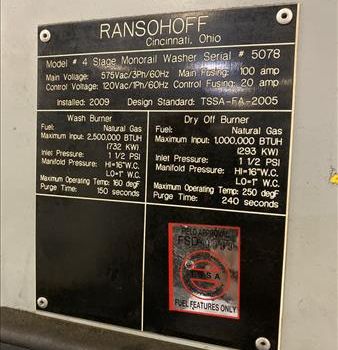 RANSOHOFF
Cincinnati, Ohio
Model # 4 Stage Monorail Washer Serial # 5078
Main Voltage: 575Vac/3Ph/60Hz Main Fusing: 100 amp
Control Voltage: 120Vac/1Ph/60Hz Control Fusing: 20 amp
Installed: 2009 Design Standard: TSSA-FA-2005
Wash Burner
Fuel: Natural Gas
Maximum Input: 2,500,000 BTUH
(732 KW)
Inlet Pressure: 1 1/2 PSI
Manifold Pressure: HI=16"W.C.
LO=1" W.C.
Maximum Operating Temp: 160 degF
Purge Time: 150 seconds
Dry Off Burner
Fuel: Natural Gas
Maximum Input: 1,000,000 BTUH
(293 KW)
Inlet Pressure: 1 1/2 PSI
Manifold Pressure: HI=16"W.C.
LO=1" W.C.
Maximum Operating Temp: 250 degF
Purge Time: 240 seconds
FIELD APPROVAL
TSSA
FUEL FEATURES ONLY